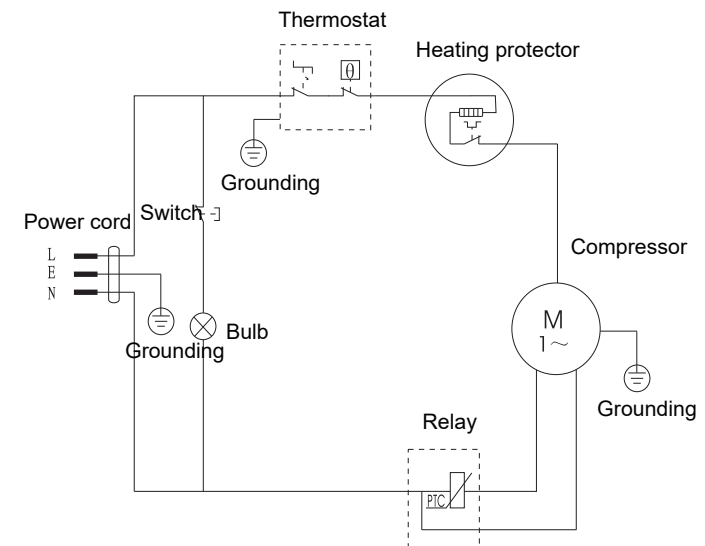 Thermostat
Heating protector
θ
Grounding
Power cord
Switch
L
E
N
Compressor
Grounding
Bulb
M
1~
Grounding
Relay
PTC